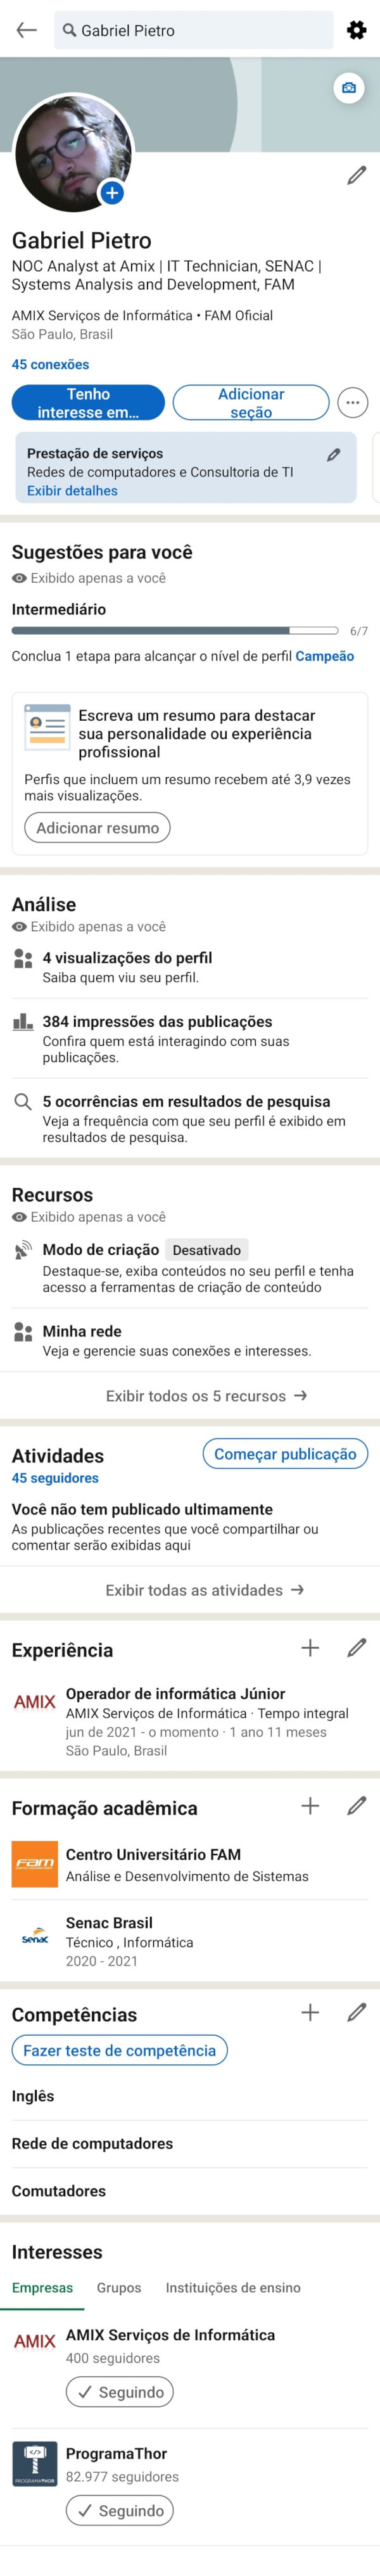 Gabriel Pietro
Gabriel Pietro
NOC Analyst at Amix | IT Technician, SENAC |
Systems Analysis and Development, FAM
AMIX Serviços de Informática • FAM Oficial
São Paulo, Brasil
45 conexões
Tenho
interesse em...
Adicionar
seção
Prestação de serviços
Redes de computadores e Consultoria de TI
Exibir detalhes
Sugestões para você
Exibido apenas a você
Intermediário
6/7
Conclua 1 etapa para alcançar o nível de perfil Campeão
Escreva um resumo para destacar
sua personalidade ou experiência
profissional
Perfis que incluem um resumo recebem até 3,9 vezes
mais visualizações.
Adicionar resumo
Análise
Exibido apenas a você
4 visualizações do perfil
Saiba quem viu seu perfil.
384 impressões das publicações
Confira quem está interagindo com suas
publicações.
5 ocorrências em resultados de pesquisa
Veja a frequência com que seu perfil é exibido em
resultados de pesquisa.
Recursos
Exibido apenas a você
Modo de criação Desativado
Destaque-se, exiba conteúdos no seu perfil e tenha
acesso a ferramentas de criação de conteúdo
Minha rede
Veja e gerencie suas conexões e interesses.
Exibir todos os 5 recursos →
Atividades
Começar publicação
45 seguidores
Você não tem publicado ultimamente
As publicações recentes que você compartilhar ou
comentar serão exibidas aqui
Exibir todas as atividades →
Experiência
AMIX
Operador de informática Júnior
AMIX Serviços de Informática · Tempo integral
jun de 2021 - o momento · 1 ano 11 meses
São Paulo, Brasil
Formação acadêmica
Fam
Centro Universitário FAM
Análise e Desenvolvimento de Sistemas
senac
Senac Brasil
Técnico , Informática
2020 - 2021
Competências
Fazer teste de competência
Inglês
Rede de computadores
Comutadores
Interesses
Empresas Grupos Instituições de ensino
AMIX
AMIX Serviços de Informática
400 seguidores
✓ Seguindo
</>
PROGRAMATHOR
ProgramaThor
82.977 seguidores
✓ Seguindo